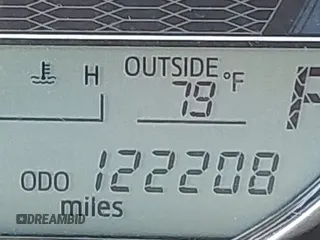 H OUTSIDE
79 °F
ODO 122208
miles
DREAMBID